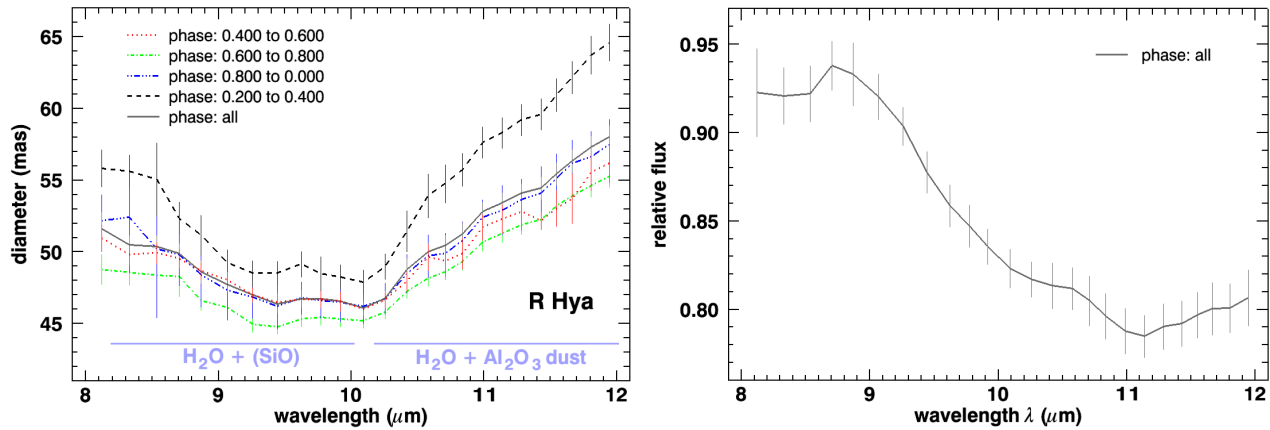 65
60
55
50
45
diameter (mas)
phase: 0.400 to 0.600
phase: 0.600 to 0.800
phase: 0.800 to 0.000
phase: 0.200 to 0.400
phase: all
R Hya
H₂O + (SiO)
H₂O + Al₂O₃ dust
8 9 10 11 12
wavelength (μm)
0.95
0.90
0.85
0.80
relative flux
phase: all
8 9 10 11 12
wavelength λ (μm)